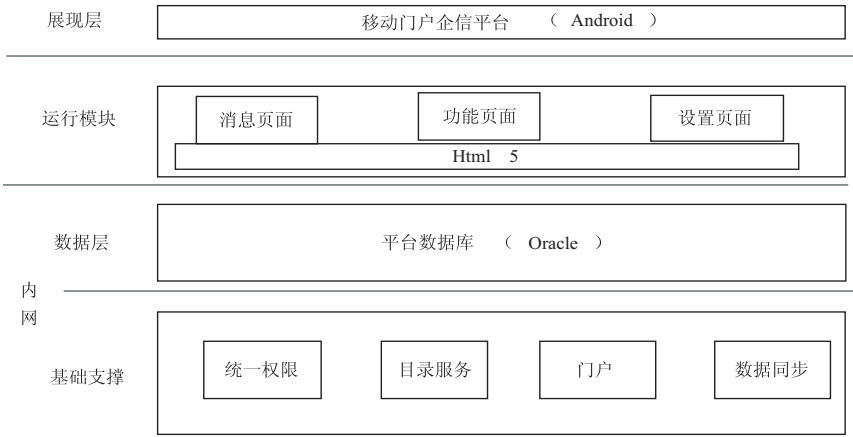 展现层
移动门户企信平台 （ Android ）
运行模块
消息页面
功能页面
设置页面
Html 5
数据层
平台数据库 （ Oracle ）
内
网
基础支撑
统一权限
目录服务
门户
数据同步